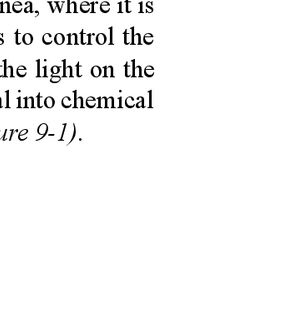 nea, where it is
s to control the
the light on the
al into chemical
ure 9-1).